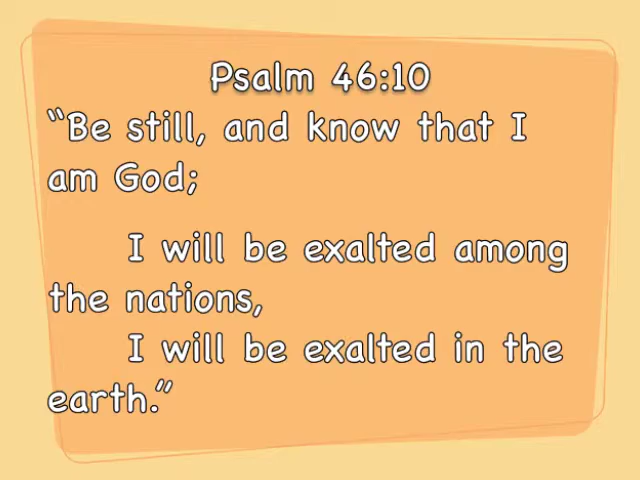 Psalm 46:10
“Be still, and know that I
am God;
I will be exalted among
the nations,
I will be exalted in the
earth.”